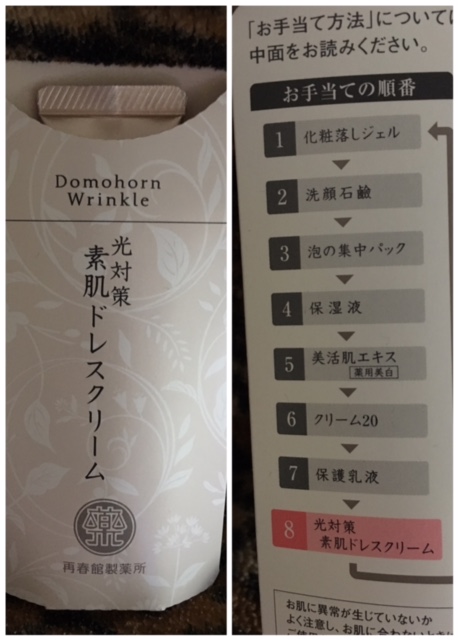 Domohorn
Wrinkle
光対策
素肌ドレスクリーム
再春館製薬所
「お手当て方法」について
中面をお読みください。
お手当ての順番
1 化粧落しジェル
2 洗顔石鹸
3 泡の集中パック
4 保湿液
5 美活肌エキス
薬用美白
6 クリーム20
7 保護乳液
8 光対策
素肌ドレスクリーム
お肌に異常が生じていないか
よく注意し、お肌に合わないとき